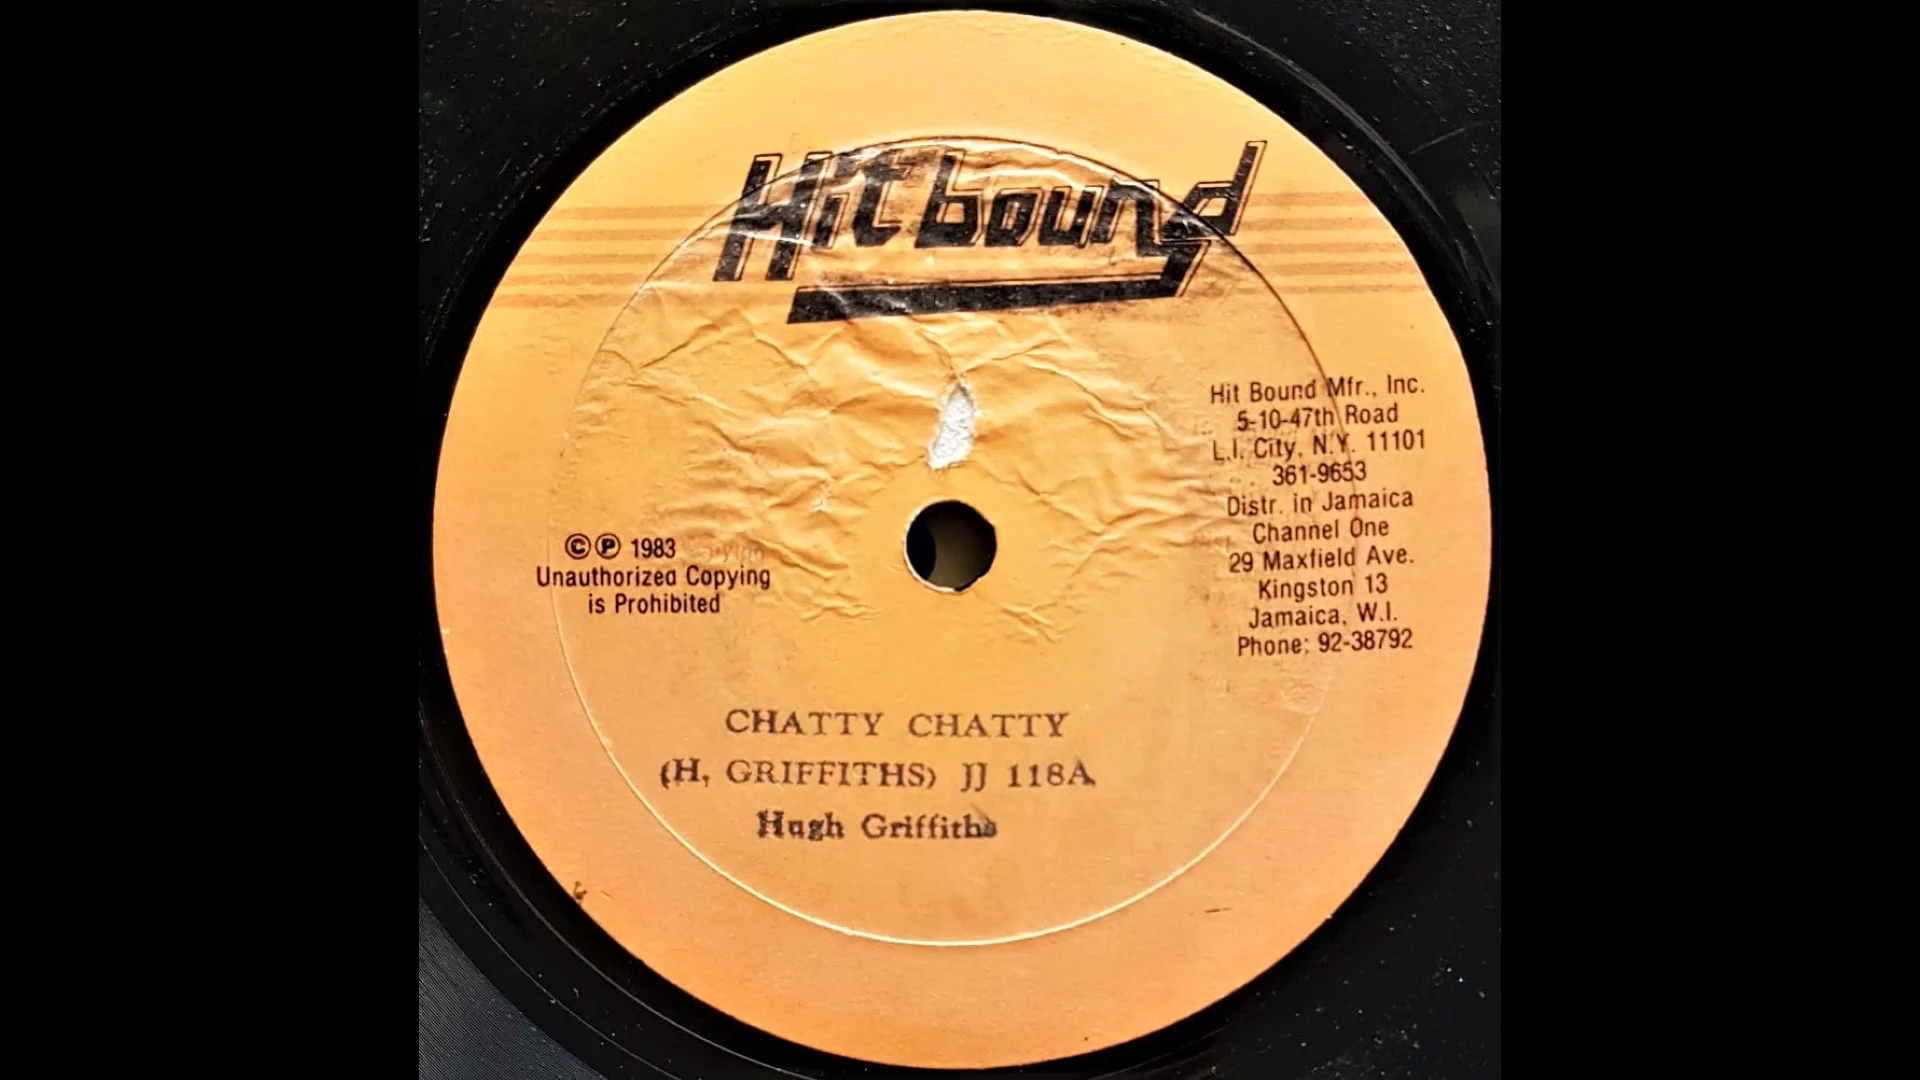 Hit bound
Hit Bound Mfr., Inc.
5-10-47th Road
L.I. City, N.Y. 11101
361-9653
Distr. in Jamaica
Channel One
29 Maxfield Ave.
Kingston 13
Jamaica, W.I.
Phone: 92-38792
©℗ 1983
Unauthorized Copying
is Prohibited
CHATTY CHATTY
(H, GRIFFITHS) JJ 118A
Hugh Griffiths